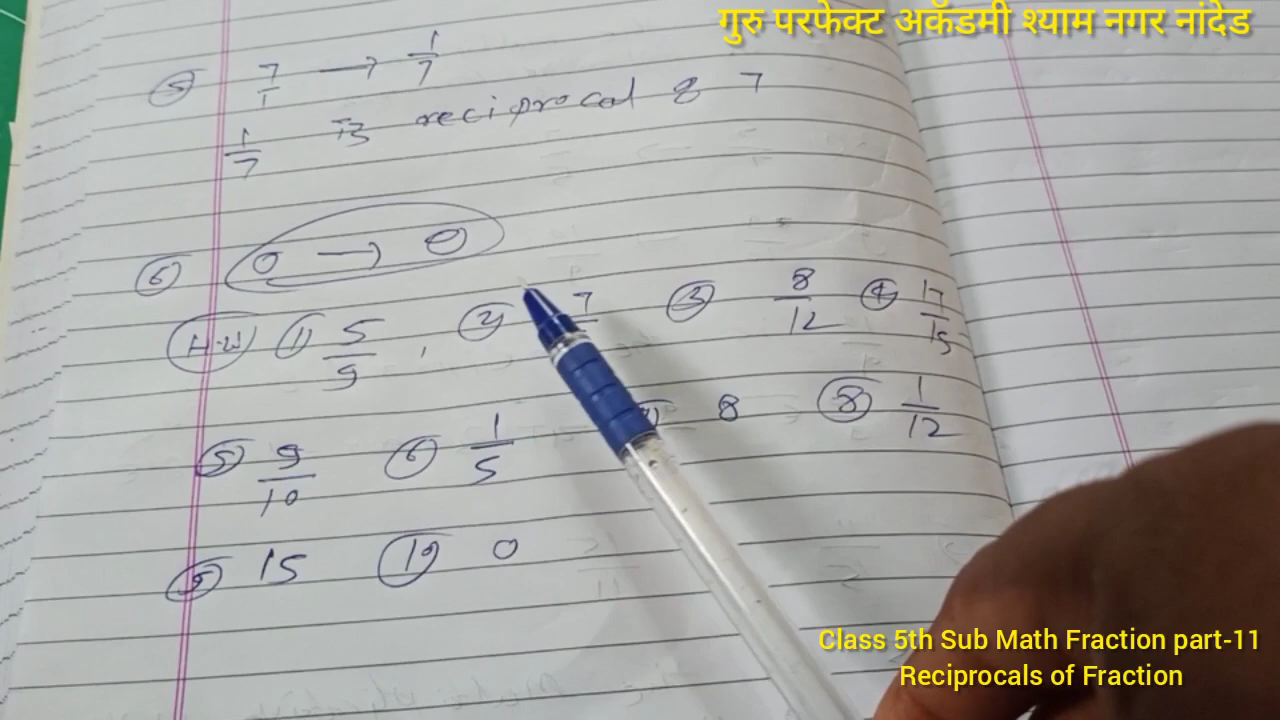 गुरु परफेक्ट अकॅडमी श्याम नगर नांदेड
(5) 7/1 → 1/7
1/7 is reciprocal of 7
(6) 0 → 0
(H.W) (1) 5/9 , (2) 7/ (3) 8/12 (4) 17/15
(5) 9/10 (6) 1/5 (7) 8 (8) 1/12
(9) 15 (10) 0
Class 5th Sub Math Fraction part-11
Reciprocals of Fraction